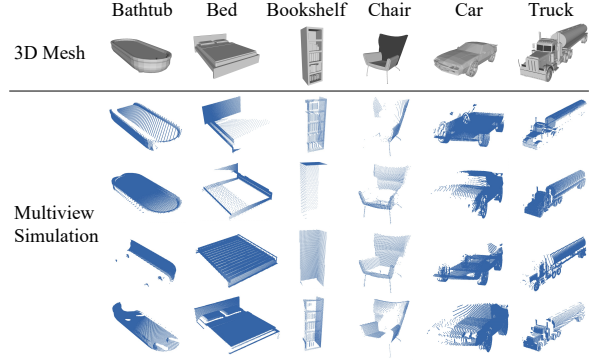 Bathtub Bed Bookshelf Chair Car Truck
3D Mesh
Multiview
Simulation